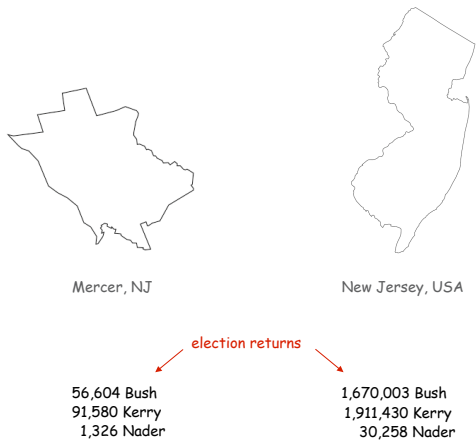 Mercer, NJ
New Jersey, USA
election returns
56,604 Bush
91,580 Kerry
1,326 Nader
1,670,003 Bush
1,911,430 Kerry
30,258 Nader